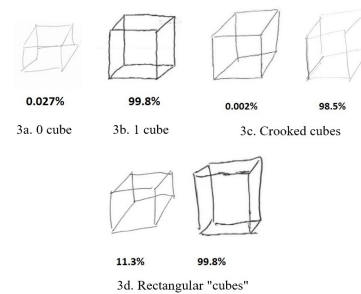 0.027% 99.8% 0.002% 98.5%
3a. 0 cube 3b. 1 cube 3c. Crooked cubes
11.3% 99.8%
3d. Rectangular "cubes"